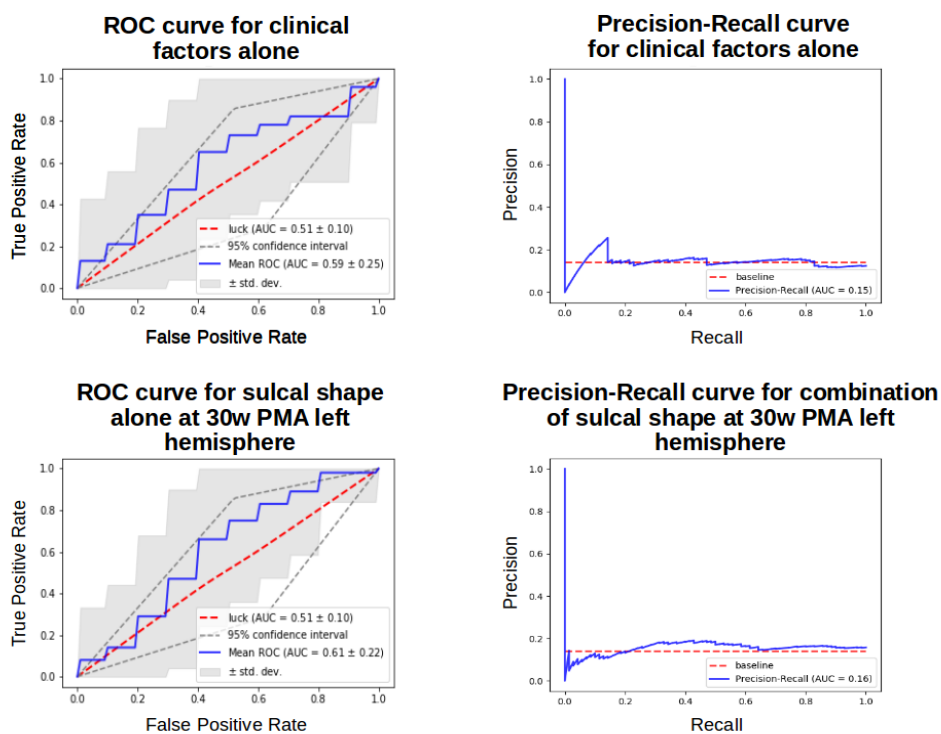 ROC curve for clinical
factors alone
True Positive Rate
1.0
0.8
0.6
0.4
0.2
0.0
luck (AUC = 0.51 ± 0.10)
95% confidence interval
Mean ROC (AUC = 0.59 ± 0.25)
± std. dev.
0.0 0.2 0.4 0.6 0.8 1.0
False Positive Rate
Precision-Recall curve
for clinical factors alone
Precision
1.0
0.8
0.6
0.4
0.2
0.0
baseline
Precision-Recall (AUC = 0.15)
0.0 0.2 0.4 0.6 0.8 1.0
Recall
ROC curve for sulcal shape
alone at 30w PMA left
hemisphere
True Positive Rate
1.0
0.8
0.6
0.4
0.2
0.0
luck (AUC = 0.51 ± 0.10)
95% confidence interval
Mean ROC (AUC = 0.61 ± 0.22)
± std. dev.
0.0 0.2 0.4 0.6 0.8 1.0
False Positive Rate
Precision-Recall curve for combination
of sulcal shape at 30w PMA left
hemisphere
Precision
1.0
0.8
0.6
0.4
0.2
0.0
baseline
Precision-Recall (AUC = 0.16)
0.0 0.2 0.4 0.6 0.8 1.0
Recall